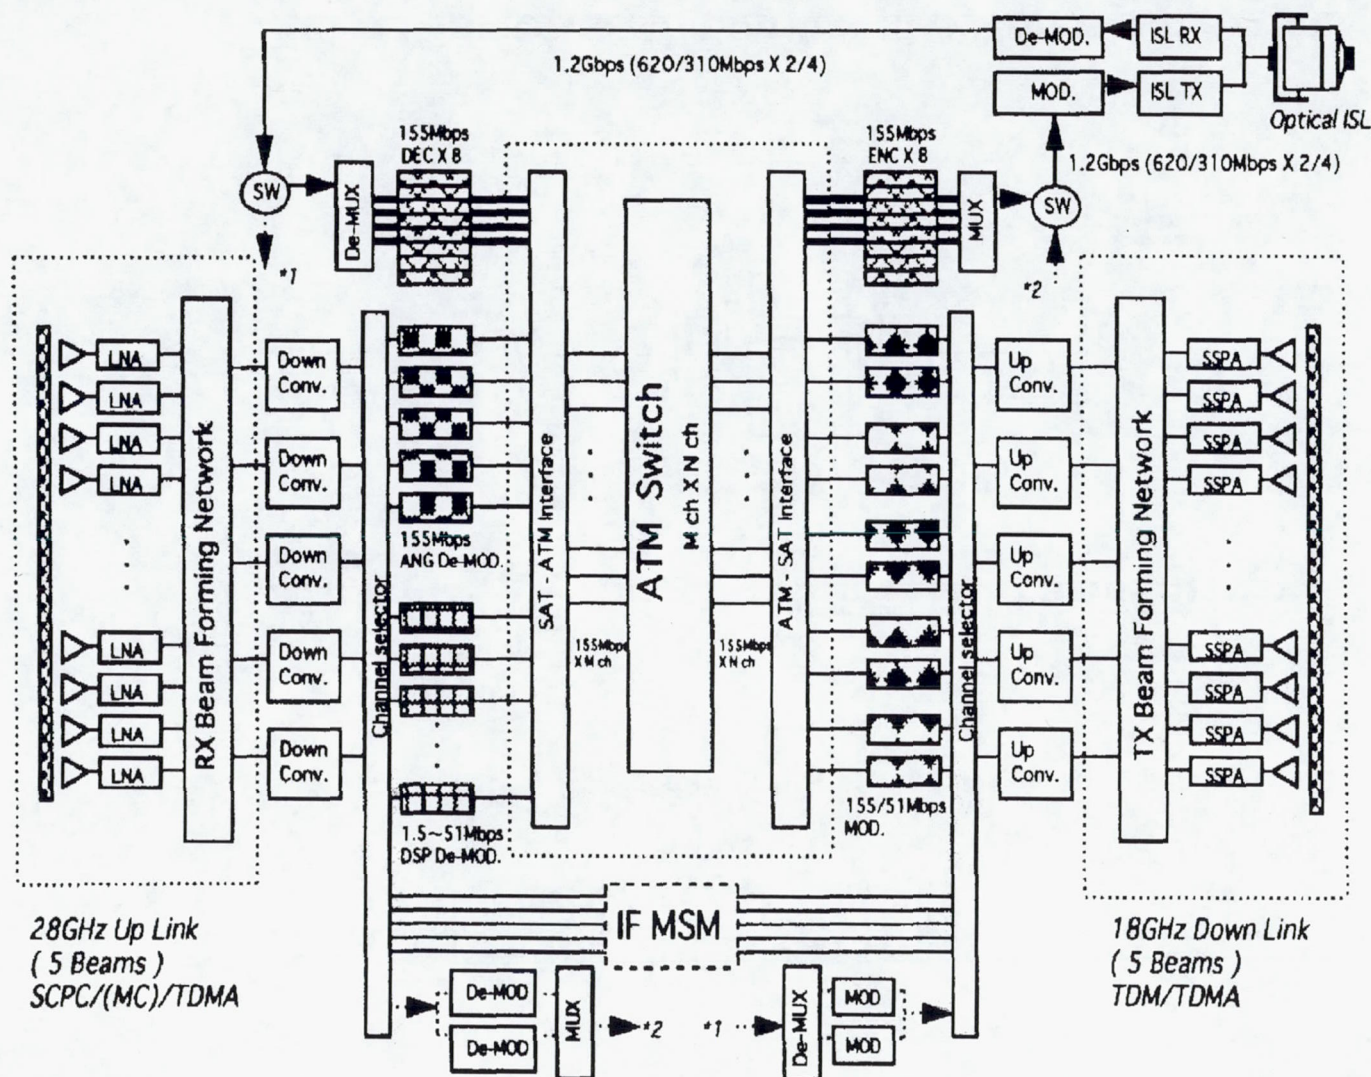 De-MOD.
ISL RX
1.2Gbps (620/310Mbps X 2/4)
MOD.
ISL TX
Optical ISL
155Mbps
DEC X 8
155Mbps
ENC X 8
1.2Gbps (620/310Mbps X 2/4)
SW
De-MUX
MUX
SW
*1
*2
LNA
LNA
LNA
LNA
LNA
LNA
LNA
LNA
RX Beam Forming Network
Down
Conv.
Down
Conv.
Down
Conv.
Down
Conv.
Down
Conv.
Channel selector
155Mbps
ANG De-MOD.
1.5~51Mbps
DSP De-MOD.
SAT - ATM Interface
155Mbps
X M ch
ATM Switch
M ch X N ch
155Mbps
X N ch
ATM - SAT Interface
155/51Mbps
MOD.
Channel selector
Up
Conv.
Up
Conv.
Up
Conv.
Up
Conv.
Up
Conv.
TX Beam Forming Network
SSPA
SSPA
SSPA
SSPA
SSPA
SSPA
SSPA
SSPA
IF MSM
28GHz Up Link
( 5 Beams )
SCPC/(MC)/TDMA
18GHz Down Link
( 5 Beams )
TDM/TDMA
De-MOD
De-MOD
MUX
*2
*1
De-MUX
MOD
MOD